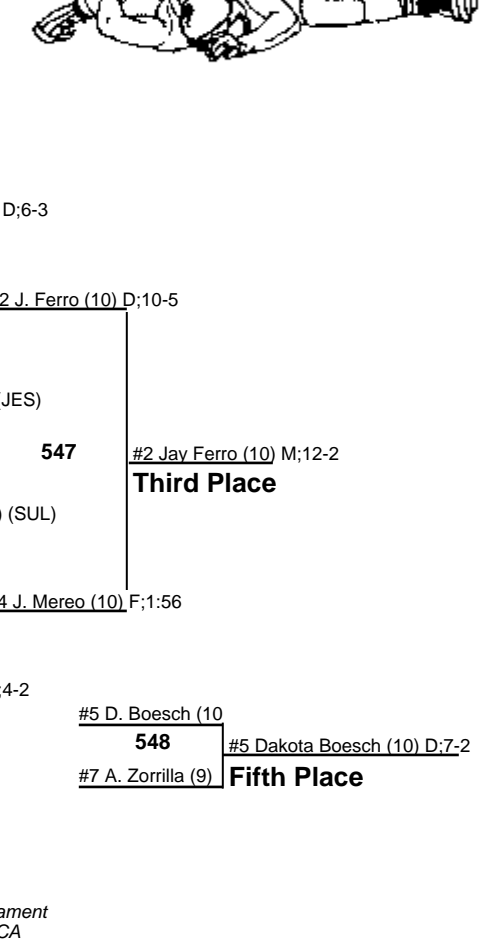 D;6-3
2 J. Ferro (10) D;10-5
JES)
547
#2 Jay Ferro (10) M;12-2
Third Place
) (SUL)
4 J. Mereo (10) F;1:56
;4-2
#5 D. Boesch (10
548
#5 Dakota Boesch (10) D;7-2
#7 A. Zorrilla (9)
Fifth Place
ament
CA